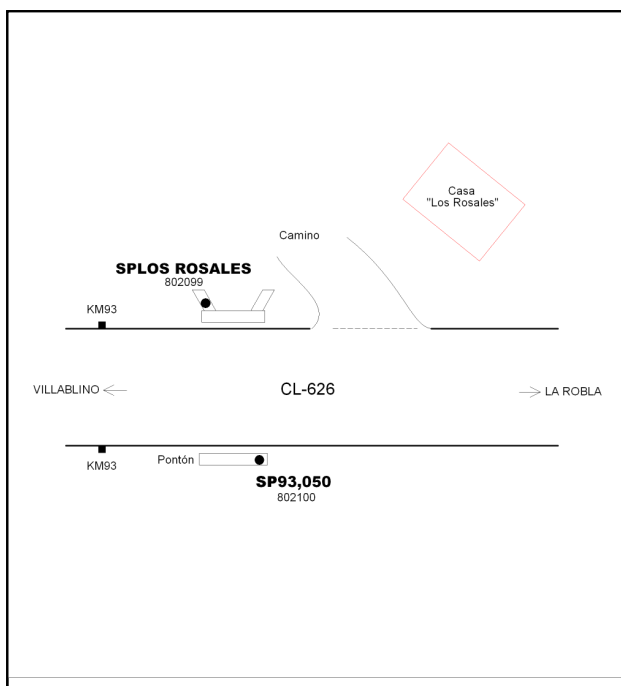 Casa
"Los Rosales"
Camino
SPLOS ROSALES
802099
KM93
VILLABLINO
CL-626
LA ROBLA
KM93
Pontón
SP93,050
802100